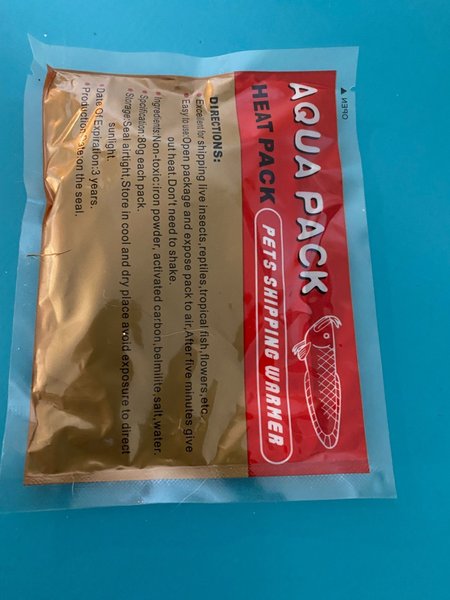 OPEN
AQUA PACK
HEAT PACK
PETS SHIPPING WARMER
DIRECTIONS:
* Excellent for shipping live insects,reptiles,tropical fish,flowers,etc.
* Easy to use:Open package and expose pack to air,After five minutes give
out heat.Don't need to shake.
* Ingredients:Non-toxic:iron powder, activated carbon,belmilite,salt,water.
* Specification:80g each pack.
* Storage:Seal airtight.Store in cool and dry place avoid exposure to direct
sunlight.
* Date Of Expiration:3 years.
* Production date on the seal.